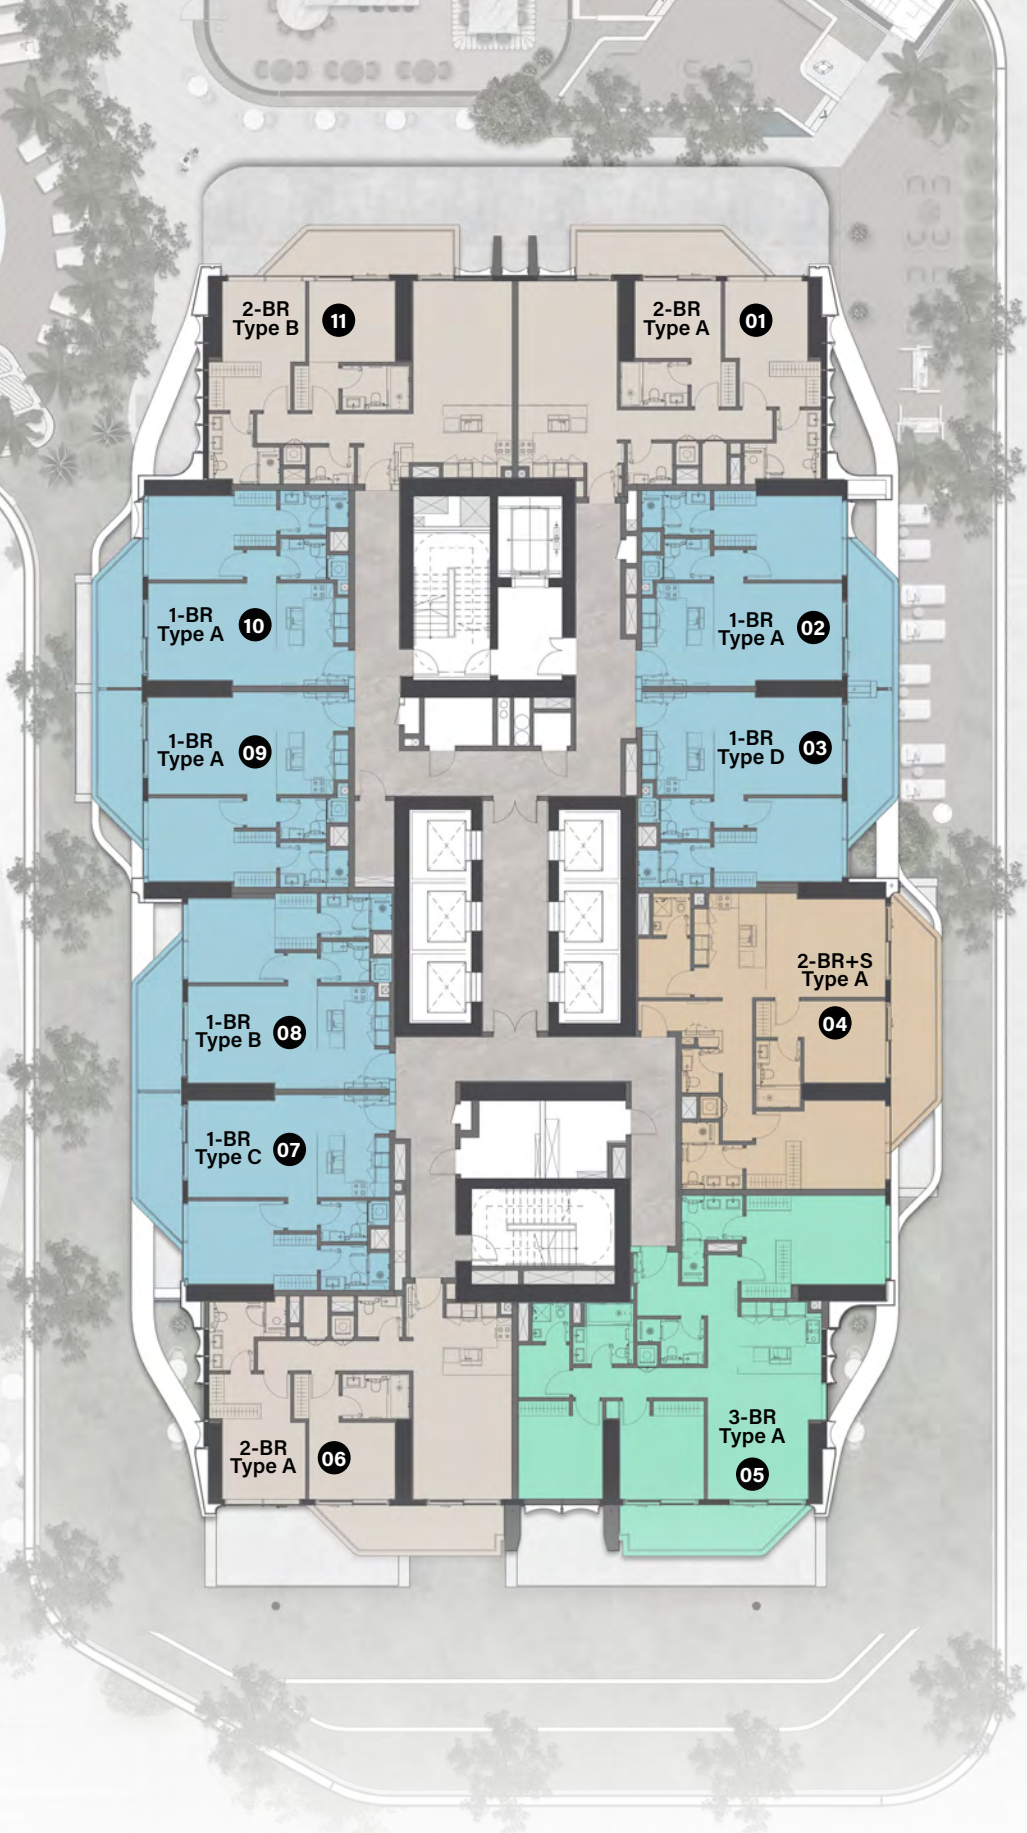 2-BR
Type B
11
2-BR
Type A
01
1-BR
Type A
10
1-BR
Type A
02
1-BR
Type A
09
1-BR
Type D
03
2-BR+S
Type A
04
1-BR
Type B
08
1-BR
Type C
07
3-BR
Type A
05
2-BR
Type A
06